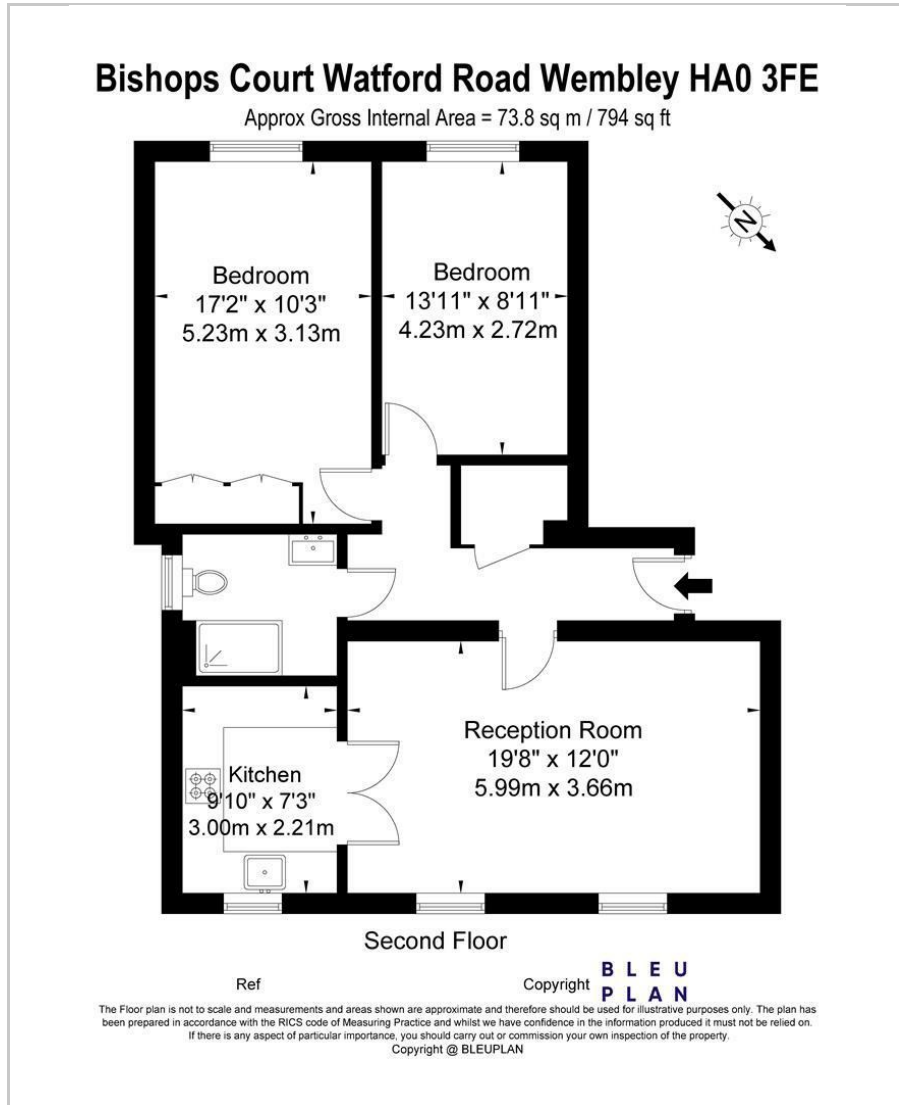 Bishops Court Watford Road Wembley HA0 3FE
Approx Gross Internal Area = 73.8 sq m / 794 sq ft
N
Bedroom
17'2" x 10'3"
5.23m x 3.13m
Bedroom
13'11" x 8'11"
4.23m x 2.72m
Reception Room
19'8" x 12'0"
5.99m x 3.66m
Kitchen
9'10" x 7'3"
3.00m x 2.21m
Second Floor
Ref
Copyright
BLEU
PLAN
The Floor plan is not to scale and measurements and areas shown are approximate and therefore should be used for illustrative purposes only. The plan has
been prepared in accordance with the RICS code of Measuring Practice and whilst we have confidence in the information produced it must not be relied on.
If there is any aspect of particular importance, you should carry out or commission your own inspection of the property.
Copyright @ BLEUPLAN